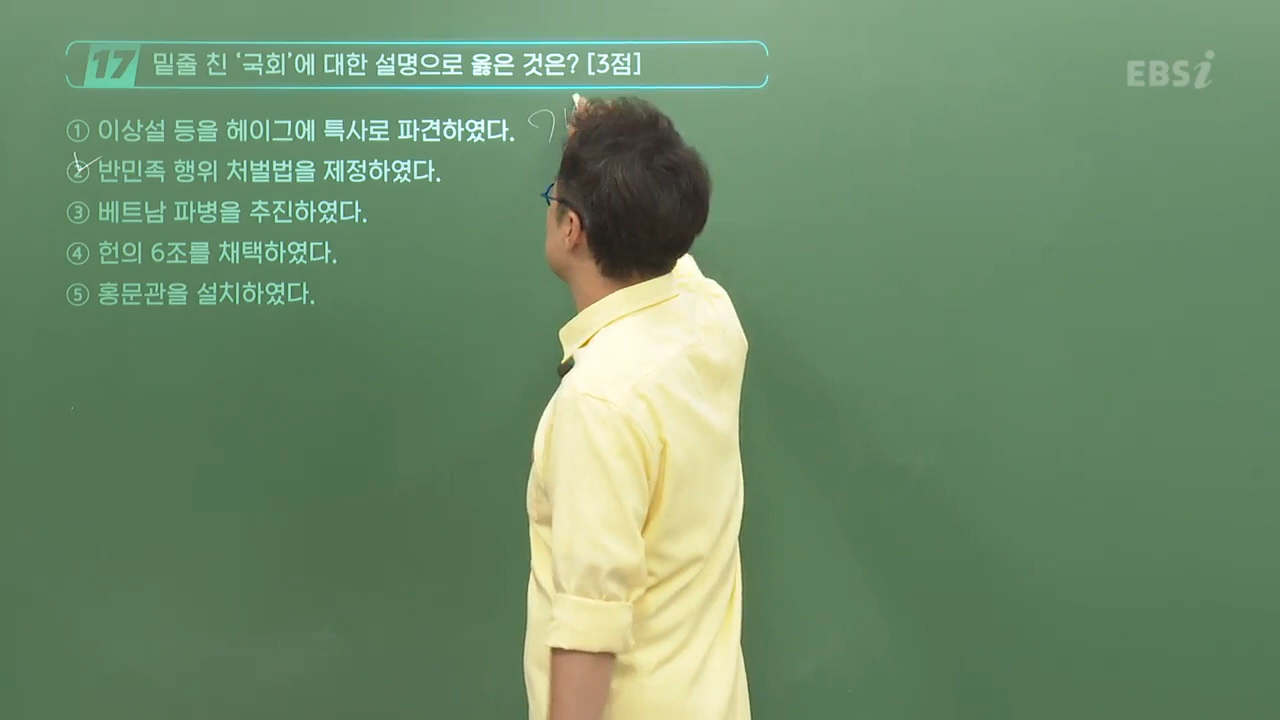 17 밑줄 친 ‘국회’에 대한 설명으로 옳은 것은? [3점]
EBSi
① 이상설 등을 헤이그에 특사로 파견하였다.
② 반민족 행위 처벌법을 제정하였다.
③ 베트남 파병을 추진하였다.
④ 헌의 6조를 채택하였다.
⑤ 홍문관을 설치하였다.